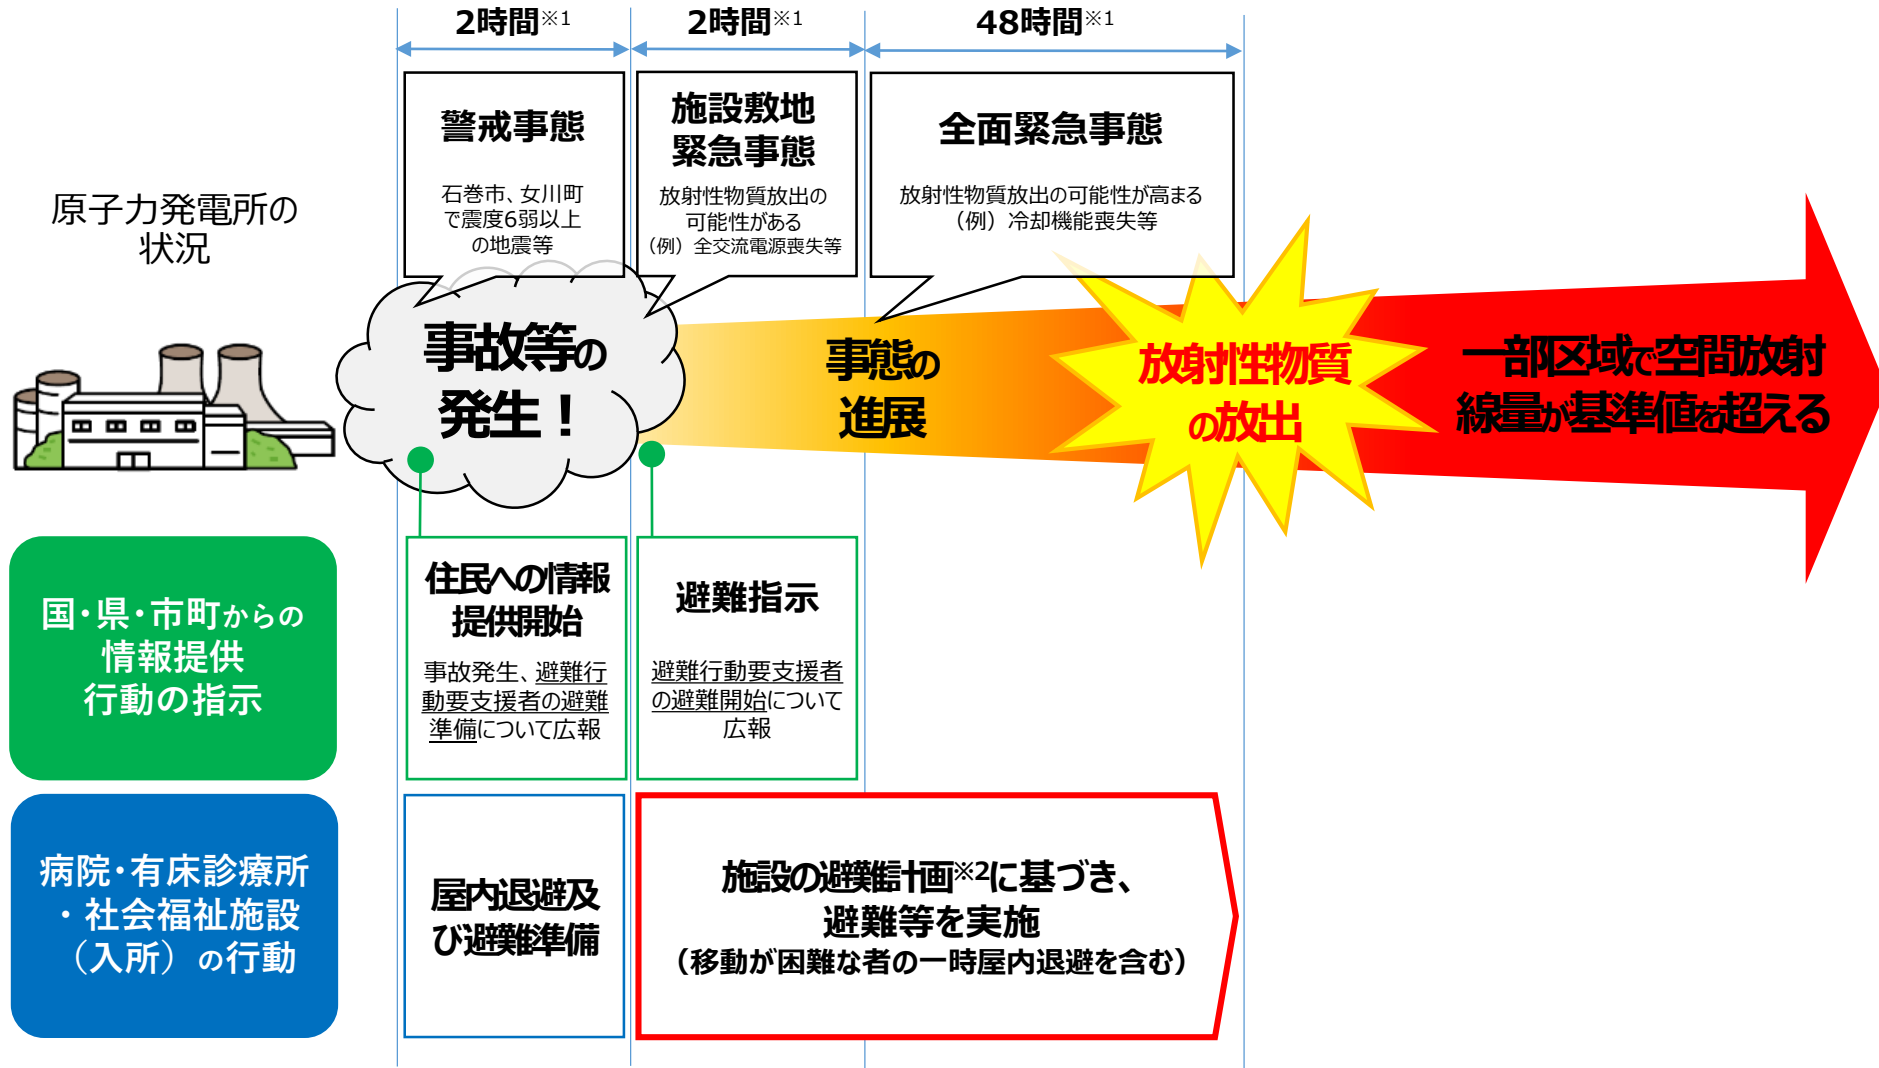 2時間※1
2時間※1
48時間※1
警戒事態
石巻市、女川町
で震度6弱以上
の地震等
施設敷地
緊急事態
放射性物質放出の
可能性がある
（例）全交流電源喪失等
全面緊急事態
放射性物質放出の可能性が高まる
（例）冷却機能喪失等
原子力発電所の
状況
事故等の
発生！
事態の
進展
放射性物質
の放出
一部区域で空間放射
線量が基準値を超える
国・県・市町からの
情報提供
行動の指示
住民への情報
提供開始
事故発生、避難行
動要支援者の避難
準備について広報
避難指示
避難行動要支援者
の避難開始について
広報
病院・有床診療所
・社会福祉施設
（入所）の行動
屋内退避及
び避難準備
施設の避難計画※2に基づき、
避難等を実施
（移動が困難な者の一時屋内退避を含む）